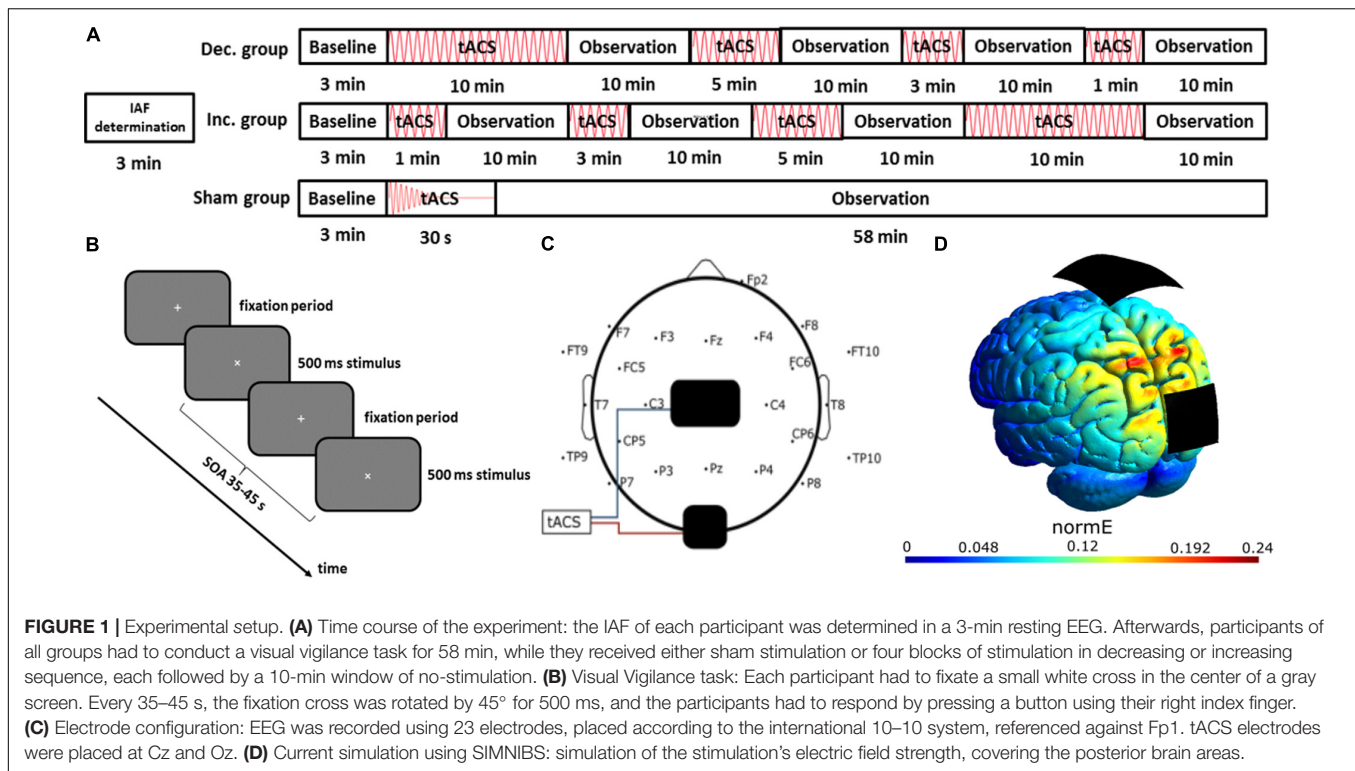 A
Dec. group
Baseline
tACS
Observation
tACS
Observation
tACS
Observation
tACS
Observation
3 min
10 min
10 min
5 min
10 min
3 min
10 min
1 min
10 min
IAF
determination
3 min
Inc. group
Baseline
tACS
Observation
tACS
Observation
tACS
Observation
tACS
Observation
3 min
1 min
10 min
3 min
10 min
5 min
10 min
10 min
10 min
Sham group
Baseline
tACS
Observation
3 min
30 s
58 min
B
fixation period
500 ms stimulus
fixation period
500 ms stimulus
SOA 35-45 s
time
C
Fp2
F7
F3
Fz
F4
F8
FT9
FT10
FC5
FC6
T7
C3
C4
T8
CP5
CP6
TP9
TP10
P7
P3
Pz
P4
P8
tACS
D
normE
0
0.048
0.12
0.192
0.24
FIGURE 1 | Experimental setup. (A) Time course of the experiment: the IAF of each participant was determined in a 3-min resting EEG. Afterwards, participants of
all groups had to conduct a visual vigilance task for 58 min, while they received either sham stimulation or four blocks of stimulation in decreasing or increasing
sequence, each followed by a 10-min window of no-stimulation. (B) Visual Vigilance task: Each participant had to fixate a small white cross in the center of a gray
screen. Every 35–45 s, the fixation cross was rotated by 45° for 500 ms, and the participants had to respond by pressing a button using their right index finger.
(C) Electrode configuration: EEG was recorded using 23 electrodes, placed according to the international 10–10 system, referenced against Fp1. tACS electrodes
were placed at Cz and Oz. (D) Current simulation using SIMNIBS: simulation of the stimulation's electric field strength, covering the posterior brain areas.